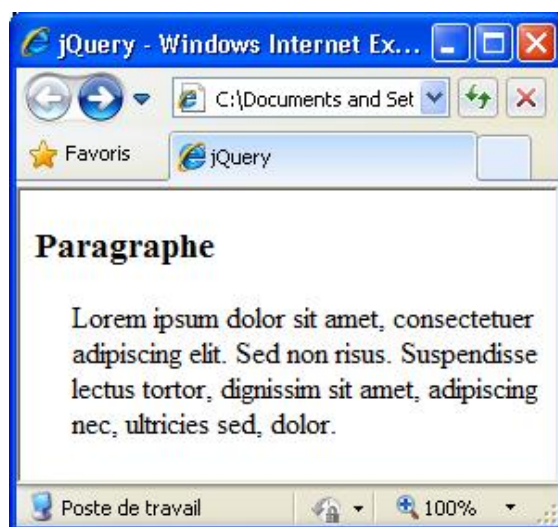 jQuery - Windows Internet Ex...
C:\Documents and Set
Favoris
jQuery
Paragraphe
Lorem ipsum dolor sit amet, consectetuer
adipiscing elit. Sed non risus. Suspendisse
lectus tortor, dignissim sit amet, adipiscing
nec, ultricies sed, dolor.
Poste de travail
100%